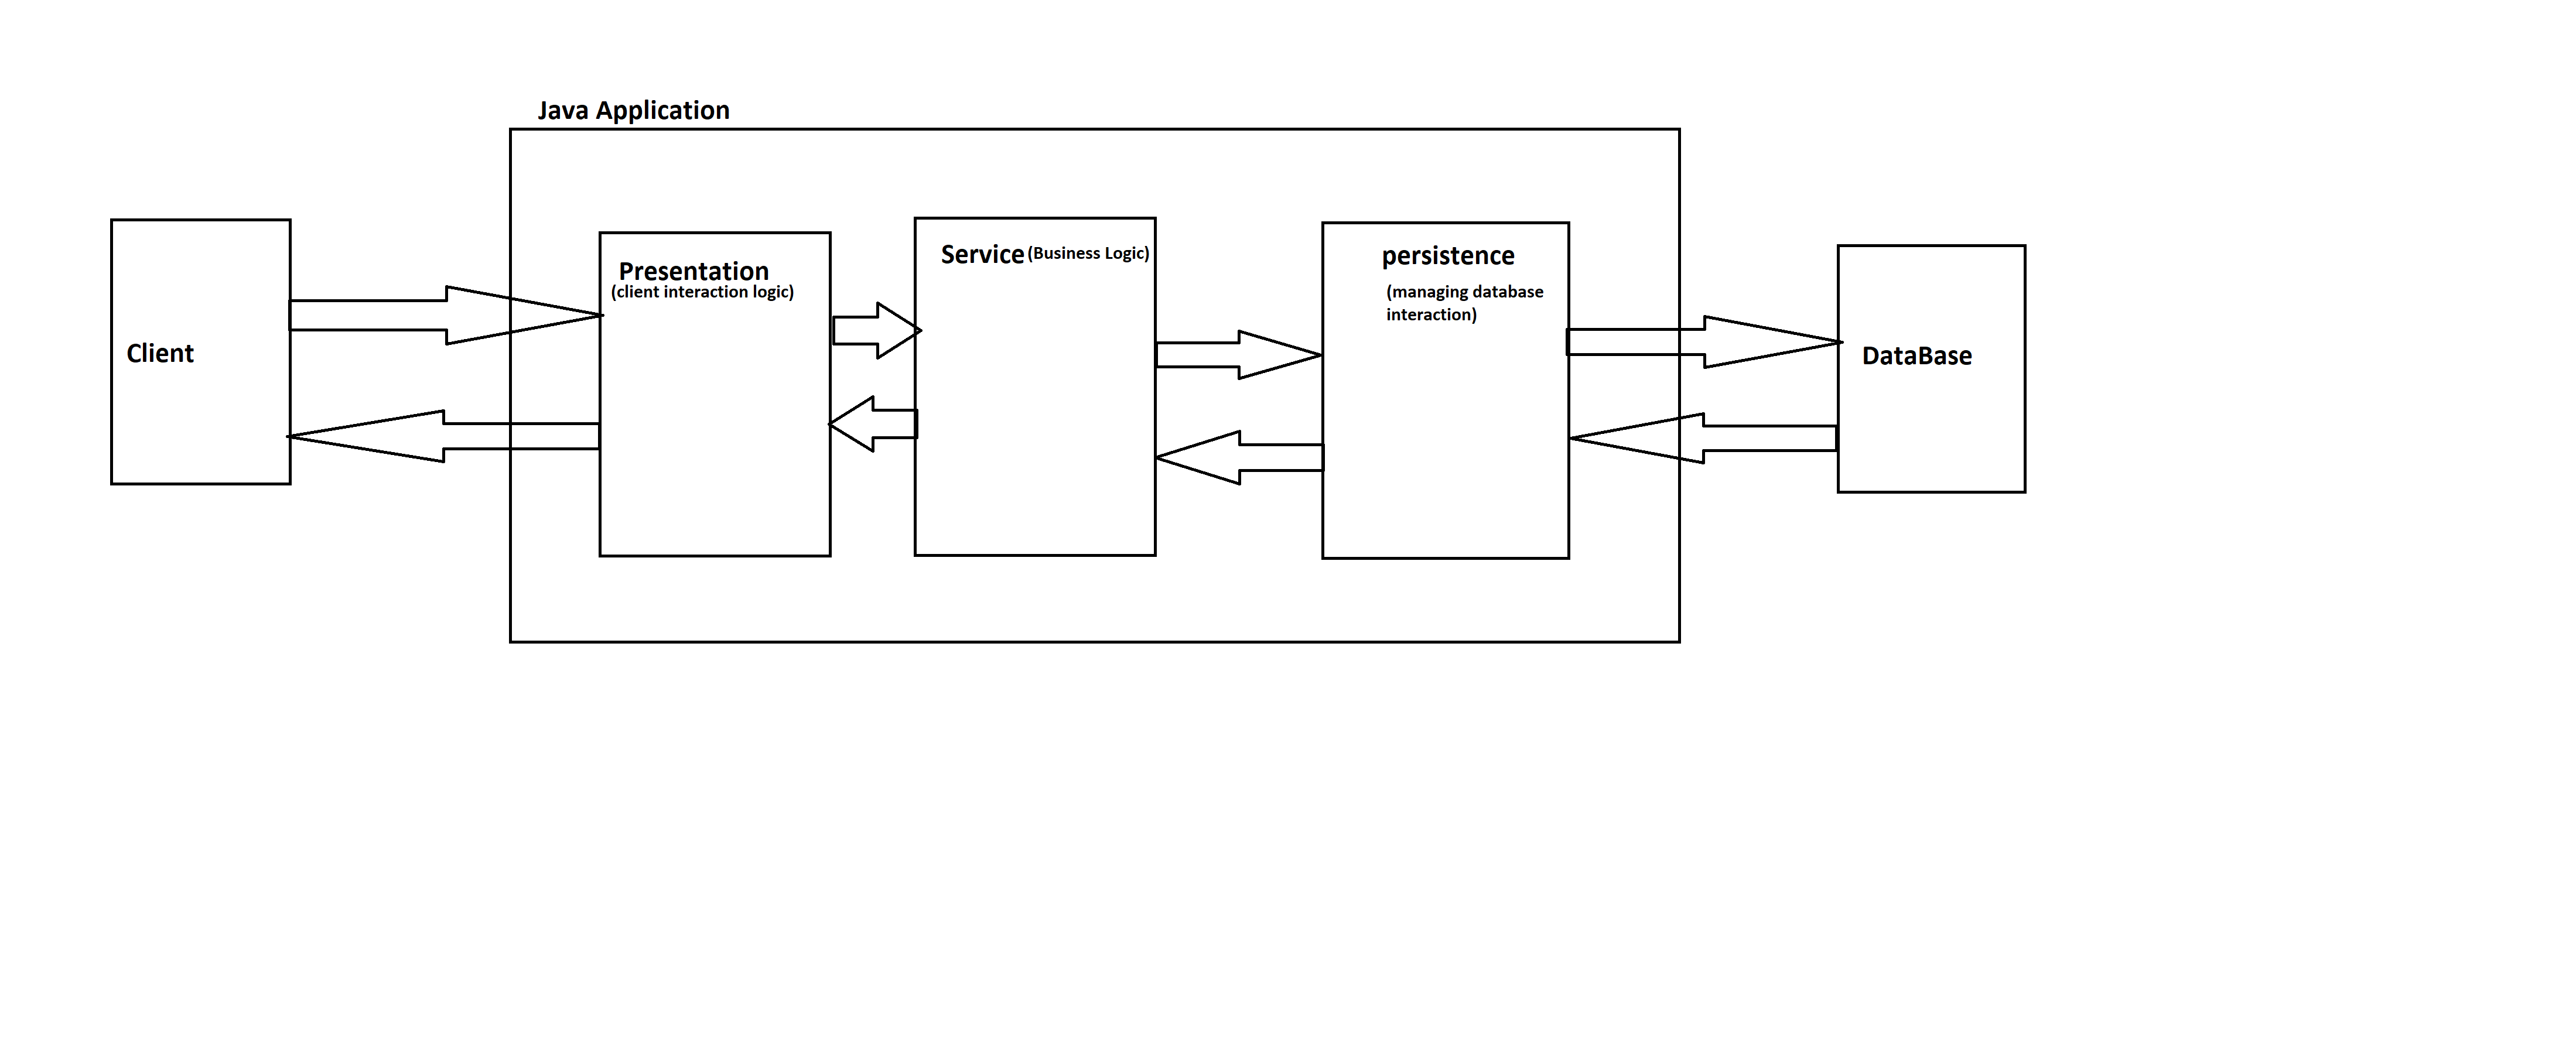 Java Application
Client
Presentation
(client interaction logic)
Service (Business Logic)
persistence
(managing database
interaction)
DataBase